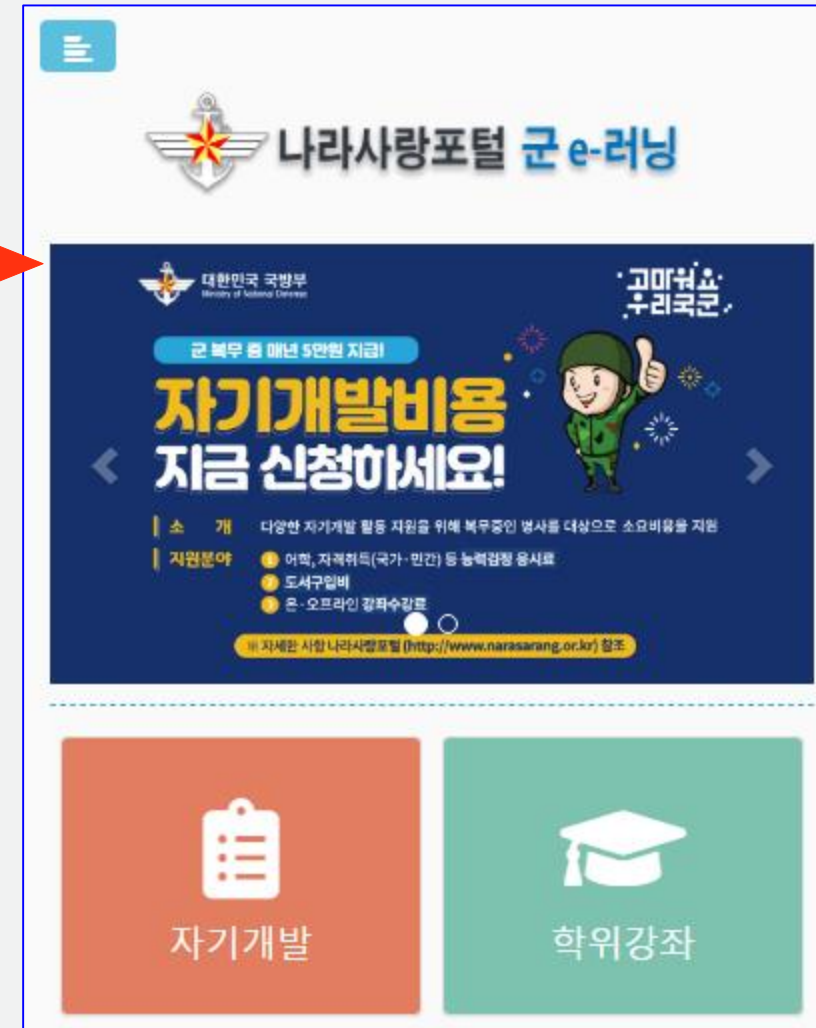 나라사랑포털 군 e-러닝
대한민국 국방부
Ministry of National Defense
고마워요
우리국군
군 복무 중 매년 5만원 지급!
자기개발비용
지금 신청하세요!
소 개 다양한 자기개발 활동 지원을 위해 복무중인 병사를 대상으로 소요비용을 지원
지원분야 1 어학, 자격취득(국가·민간) 등 능력검정 응시료
2 도서구입비
3 온·오프라인 강좌수강료
※ 자세한 사항 나라사랑포털 (http://www.narasarang.or.kr) 참조
자기개발
학위강좌